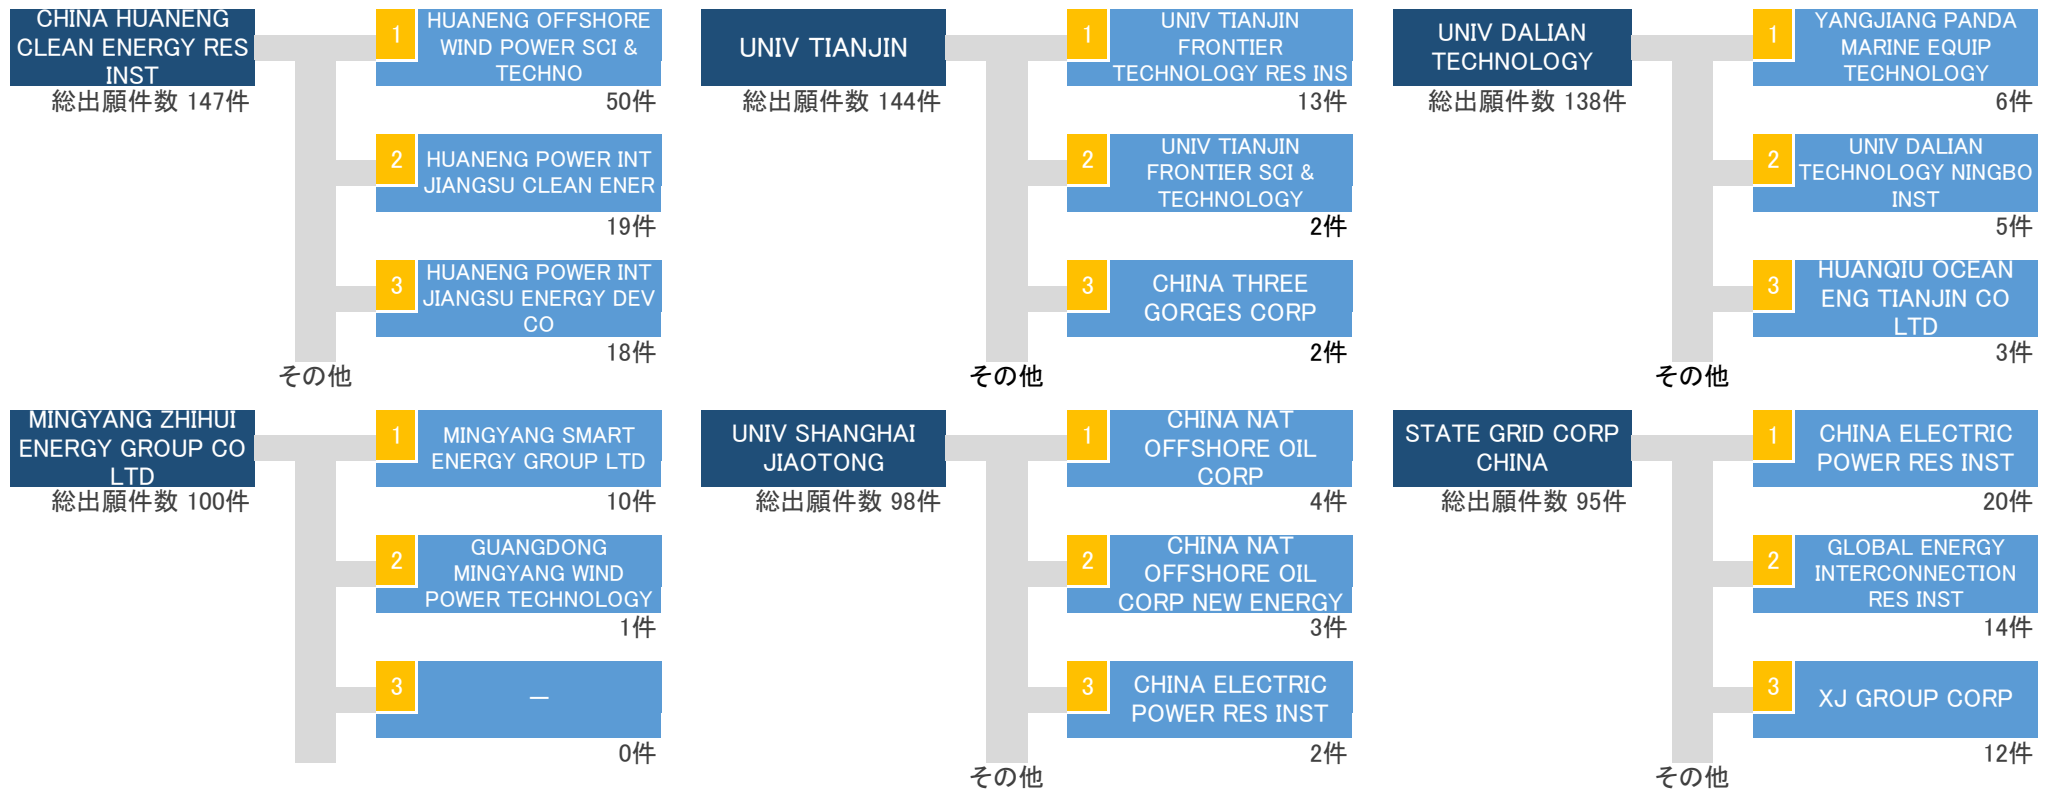 CHINA HUANENG
CLEAN ENERGY RES
INST
総出願件数 147件
1
HUANENG OFFSHORE
WIND POWER SCI &
TECHNO
50件
2
HUANENG POWER INT
JIANGSU CLEAN ENER
19件
3
HUANENG POWER INT
JIANGSU ENERGY DEV
CO
18件
その他
UNIV TIANJIN
総出願件数 144件
1
UNIV TIANJIN
FRONTIER
TECHNOLOGY RES INS
13件
2
UNIV TIANJIN
FRONTIER SCI &
TECHNOLOGY
2件
3
CHINA THREE
GORGES CORP
2件
その他
UNIV DALIAN
TECHNOLOGY
総出願件数 138件
1
YANGJIANG PANDA
MARINE EQUIP
TECHNOLOGY
6件
2
UNIV DALIAN
TECHNOLOGY NINGBO
INST
5件
3
HUANQIU OCEAN
ENG TIANJIN CO
LTD
3件
その他
MINGYANG ZHIHUI
ENERGY GROUP CO
LTD
総出願件数 100件
1
MINGYANG SMART
ENERGY GROUP LTD
10件
2
GUANGDONG
MINGYANG WIND
POWER TECHNOLOGY
1件
3
－
0件
UNIV SHANGHAI
JIAOTONG
総出願件数 98件
1
CHINA NAT
OFFSHORE OIL
CORP
4件
2
CHINA NAT
OFFSHORE OIL
CORP NEW ENERGY
3件
3
CHINA ELECTRIC
POWER RES INST
2件
その他
STATE GRID CORP
CHINA
総出願件数 95件
1
CHINA ELECTRIC
POWER RES INST
20件
2
GLOBAL ENERGY
INTERCONNECTION
RES INST
14件
3
XJ GROUP CORP
12件
その他